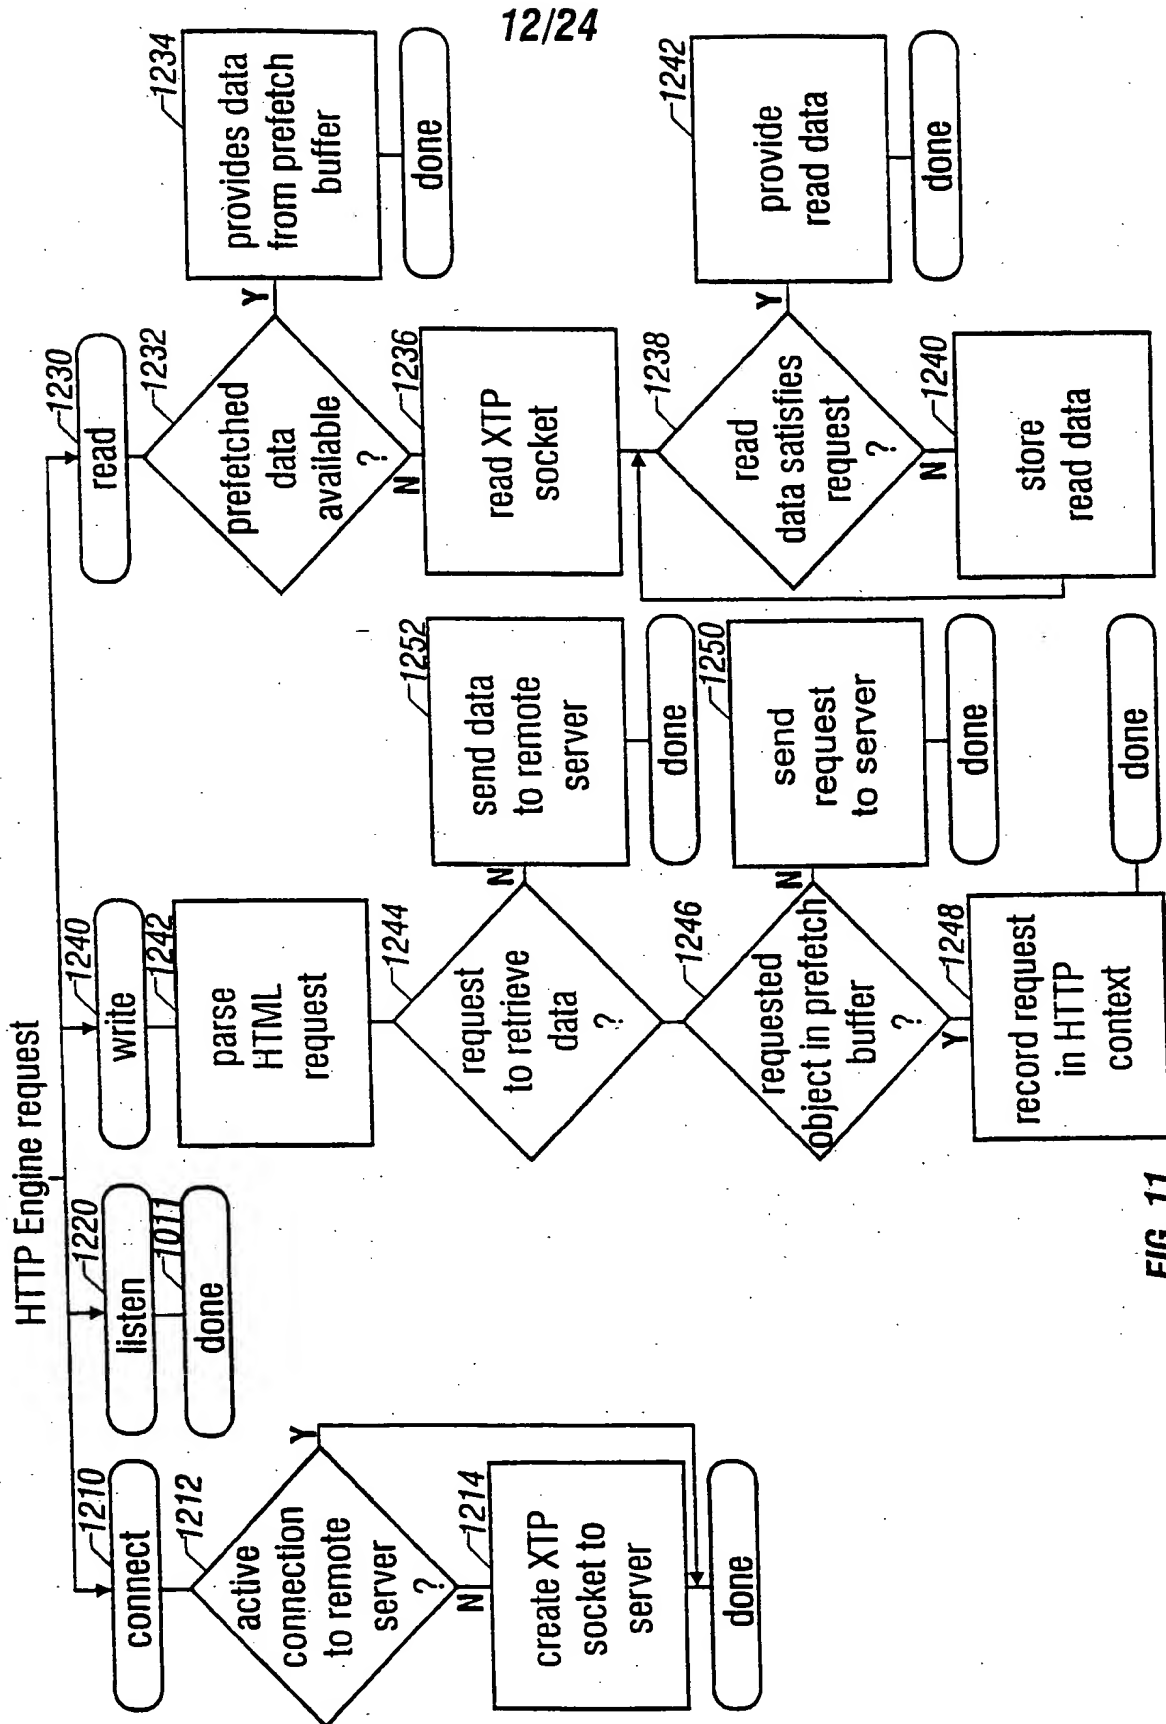 12/24
HTTP Engine request
1210
connect
1212
active
connection
to remote
server
?
Y
N
1214
create XTP
socket to
server
done
1220
listen
1011
done
1240
write
1242
parse
HTML
request
1244
request
to retrieve
data
?
N
1252
send data
to remote
server
done
1246
requested
object in prefetch
buffer
?
N
1250
send
request
to server
done
Y
1248
record request
in HTTP
context
done
1230
read
1232
prefetched
data
available
?
Y
1234
provides data
from prefetch
buffer
done
N
1236
read XTP
socket
1238
read
data satisfies
request
?
Y
1242
provide
read data
done
N
1240
store
read data
FIG. 11